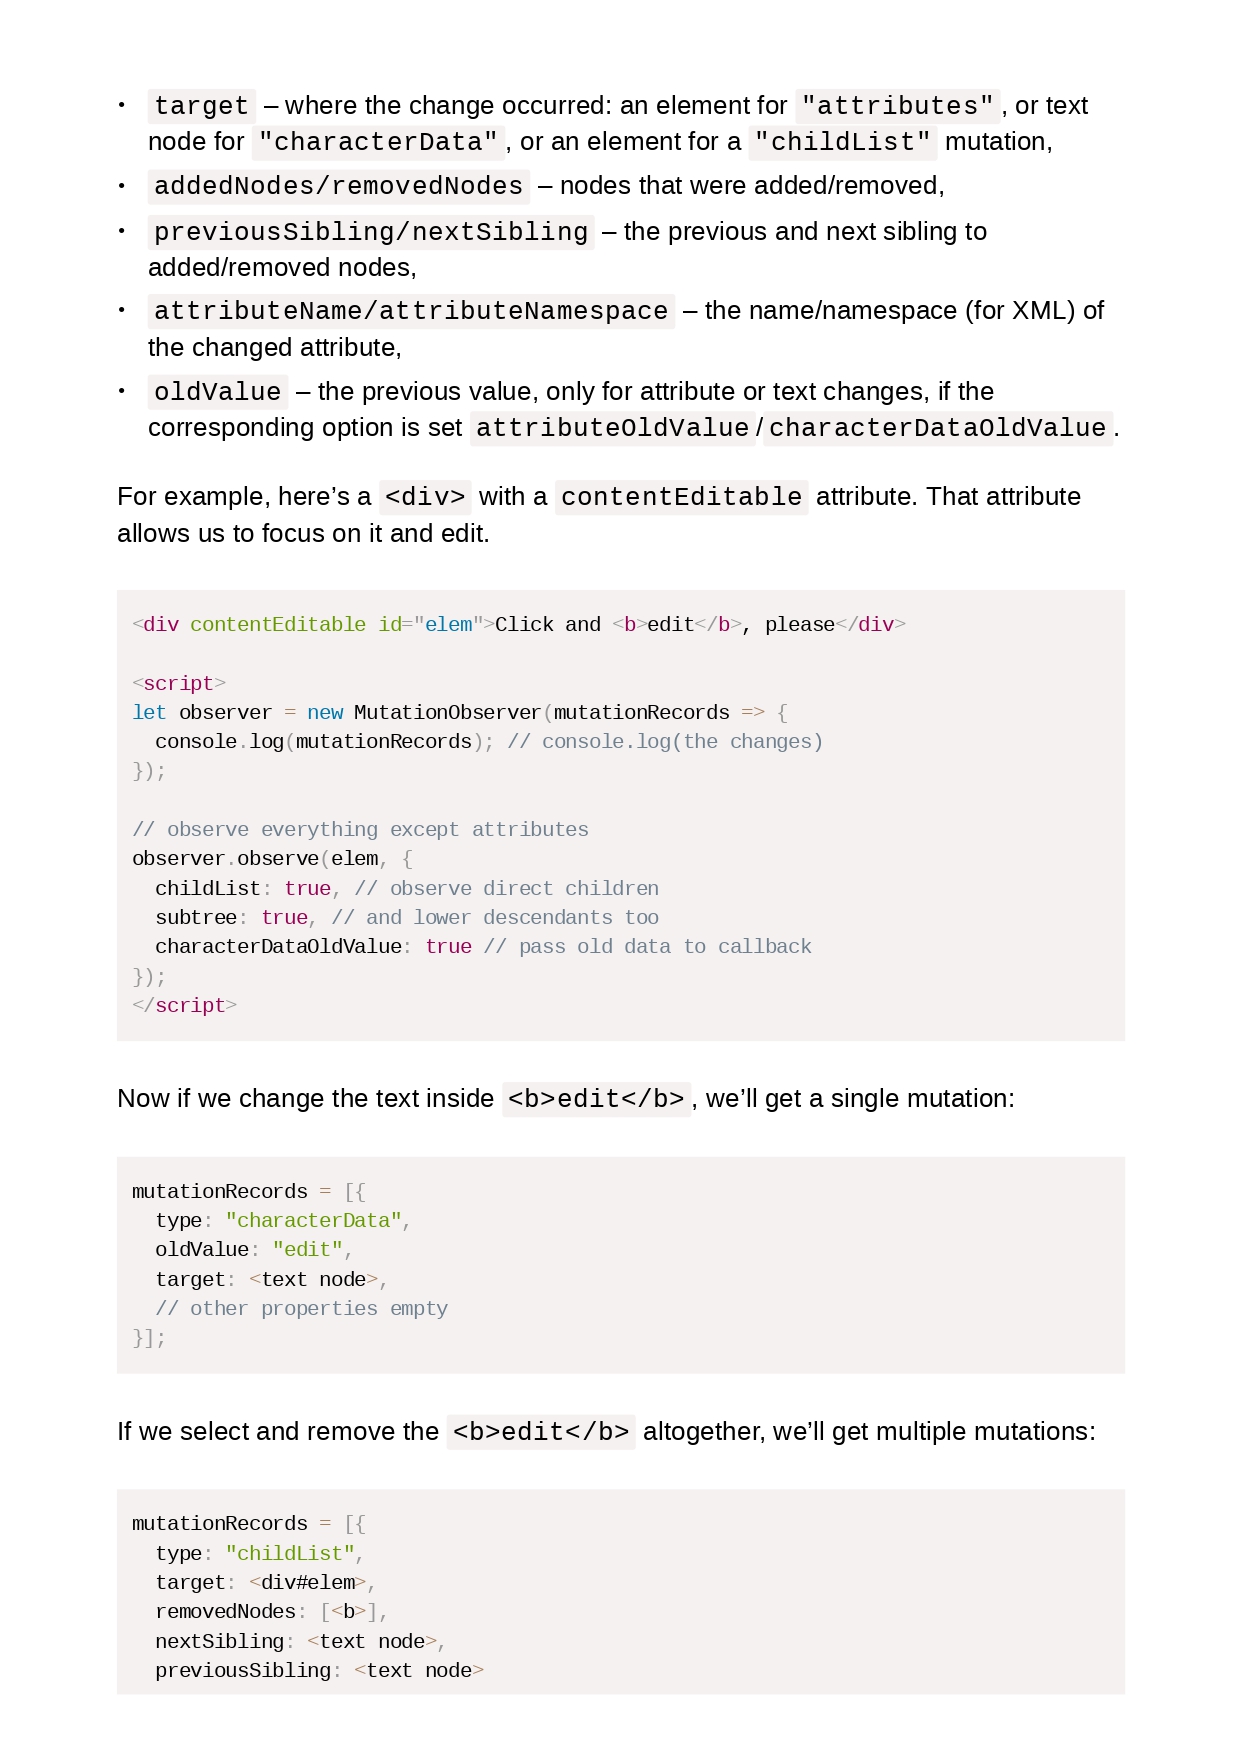 • target – where the change occurred: an element for "attributes", or text
node for "characterData", or an element for a "childList" mutation,
• addedNodes/removedNodes – nodes that were added/removed,
• previousSibling/nextSibling – the previous and next sibling to
added/removed nodes,
• attributeName/attributeNamespace – the name/namespace (for XML) of
the changed attribute,
• oldValue – the previous value, only for attribute or text changes, if the
corresponding option is set attributeOldValue/characterDataOldValue.
For example, here’s a <div> with a contentEditable attribute. That attribute
allows us to focus on it and edit.
<div contentEditable id="elem">Click and <b>edit</b>, please</div>
<script>
let observer = new MutationObserver(mutationRecords => {
  console.log(mutationRecords); // console.log(the changes)
});
// observe everything except attributes
observer.observe(elem, {
  childList: true, // observe direct children
  subtree: true, // and lower descendants too
  characterDataOldValue: true // pass old data to callback
});
</script>
Now if we change the text inside <b>edit</b>, we’ll get a single mutation:
mutationRecords = [{
  type: "characterData",
  oldValue: "edit",
  target: <text node>,
  // other properties empty
}];
If we select and remove the <b>edit</b> altogether, we’ll get multiple mutations:
mutationRecords = [{
  type: "childList",
  target: <div#elem>,
  removedNodes: [<b>],
  nextSibling: <text node>,
  previousSibling: <text node>